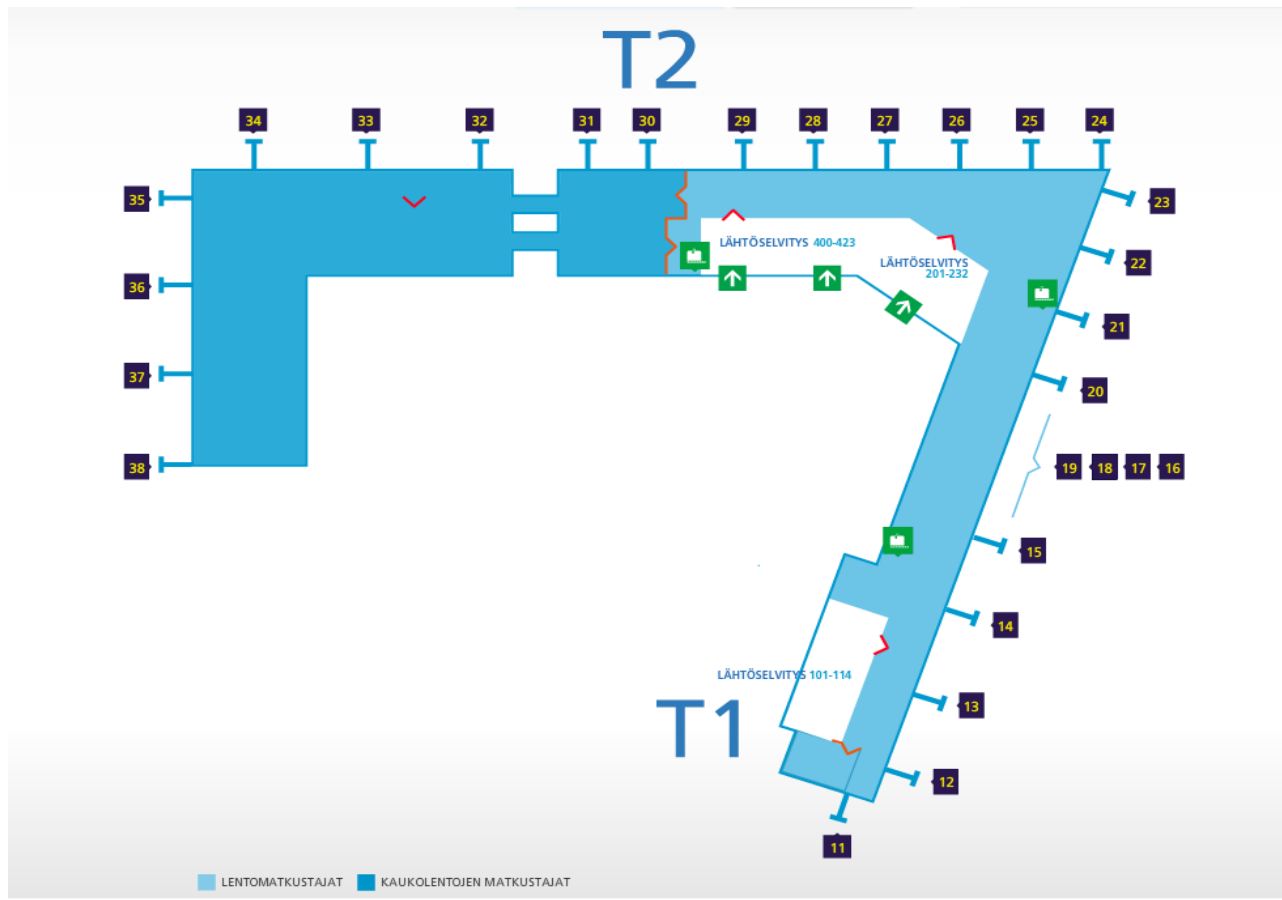 T2
34 33 32 31 30 29 28 27 26 25 24
35
23
LÄHTÖSELVITYS 400-423
LÄHTÖSELVITYS
201-232
22
36
21
37
20
38
19 18 17 16
15
14
LÄHTÖSELVITYS 101-114
T1
13
12
11
LENTOMATKUSTAJAT
KAUKOLENTOJEN MATKUSTAJAT